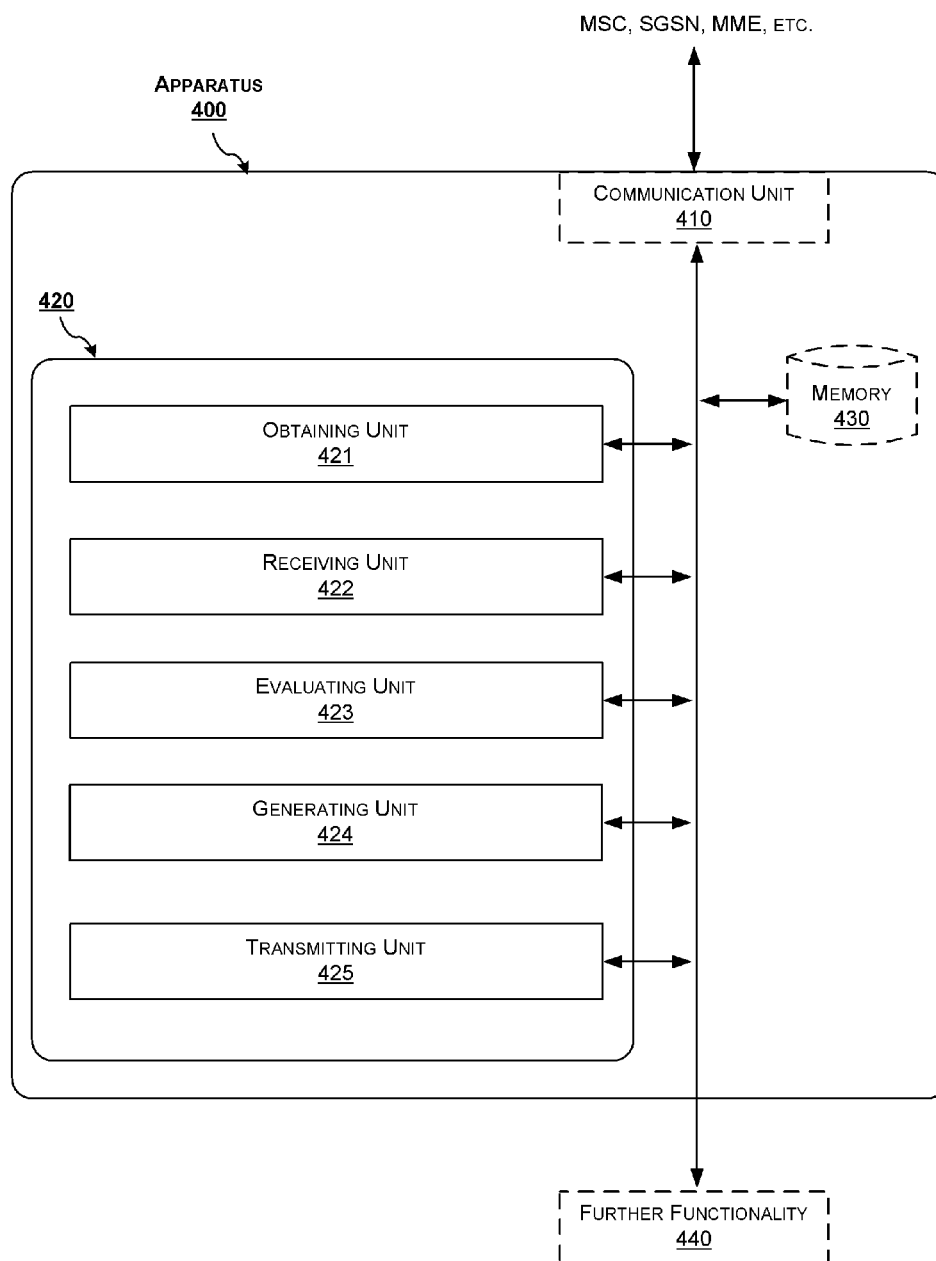 MSC, SGSN, MME, ETC.
APPARATUS
400
COMMUNICATION UNIT
410
420
MEMORY
430
OBTAINING UNIT
421
RECEIVING UNIT
422
EVALUATING UNIT
423
GENERATING UNIT
424
TRANSMITTING UNIT
425
FURTHER FUNCTIONALITY
440